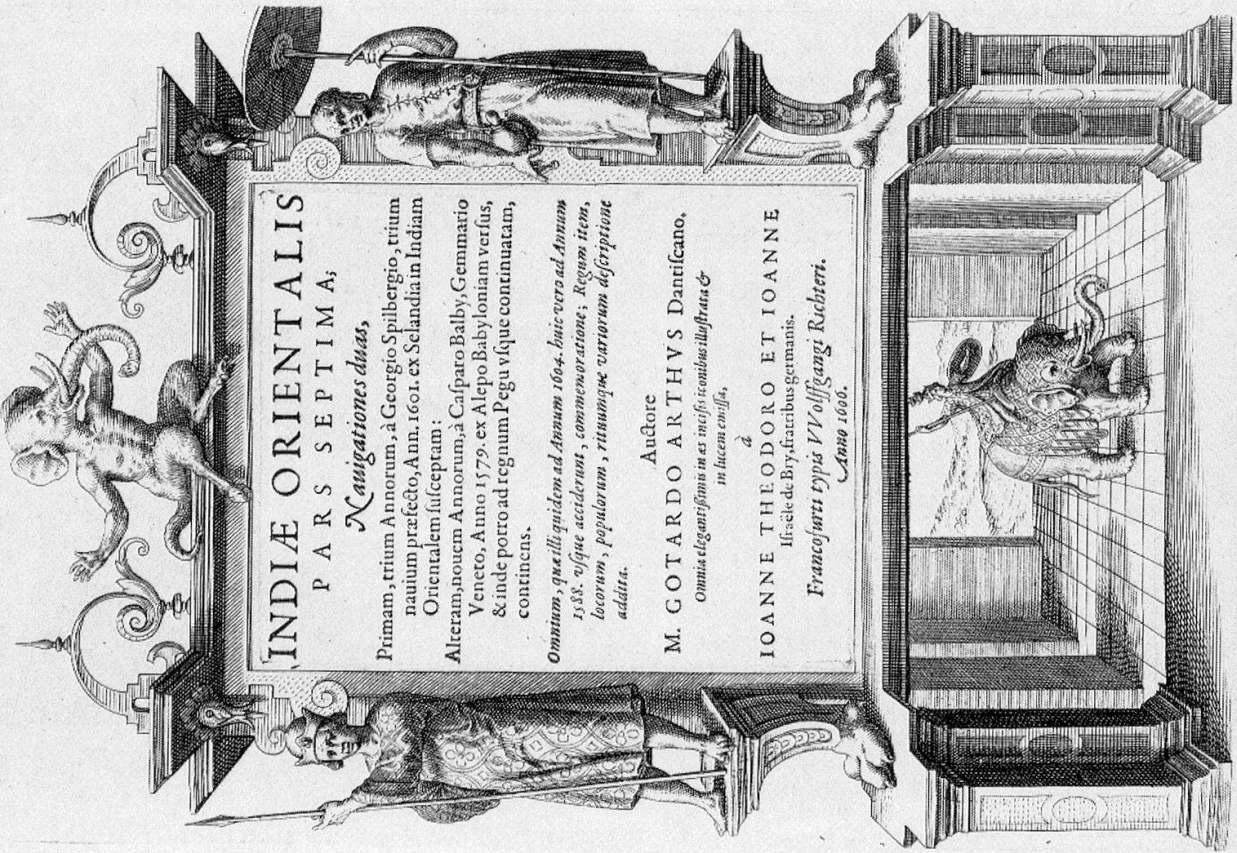 INDIÆ ORIENTALIS
PARS SEPTIMA;
Nauigationes duas,
Primam, trium Annorum, à Georgio Spilbergio, trium
nauium præfecto, Ann. 1601. ex Selandia in Indiam
Orientalem susceptam:
Alteram, nouem Annorum, à Casparo Balby, Gemmario
Veneto, Anno 1579. ex Alepo Babyloniam versus,
& inde porro ad regnum Pegu vsque continuatam,
continens.
Omnium, quæ illi quidem ad Annum 1604. huic vero ad Annum
1588. vsque acciderunt, commemoratione; Regum item,
locorum, populorum, rituumque variorum descriptione
addita.
Auctore
M. GOTARDO ARTHVS Dantiscano,
Omnia elegantißimis in æs incisis iconibus illustrata &
in lucem emissa,
à
IOANNE THEODORO ET IOANNE
Israële de Bry, fratribus germanis.
Francofurti typis VVolffgangi Richteri.
Anno 1606.